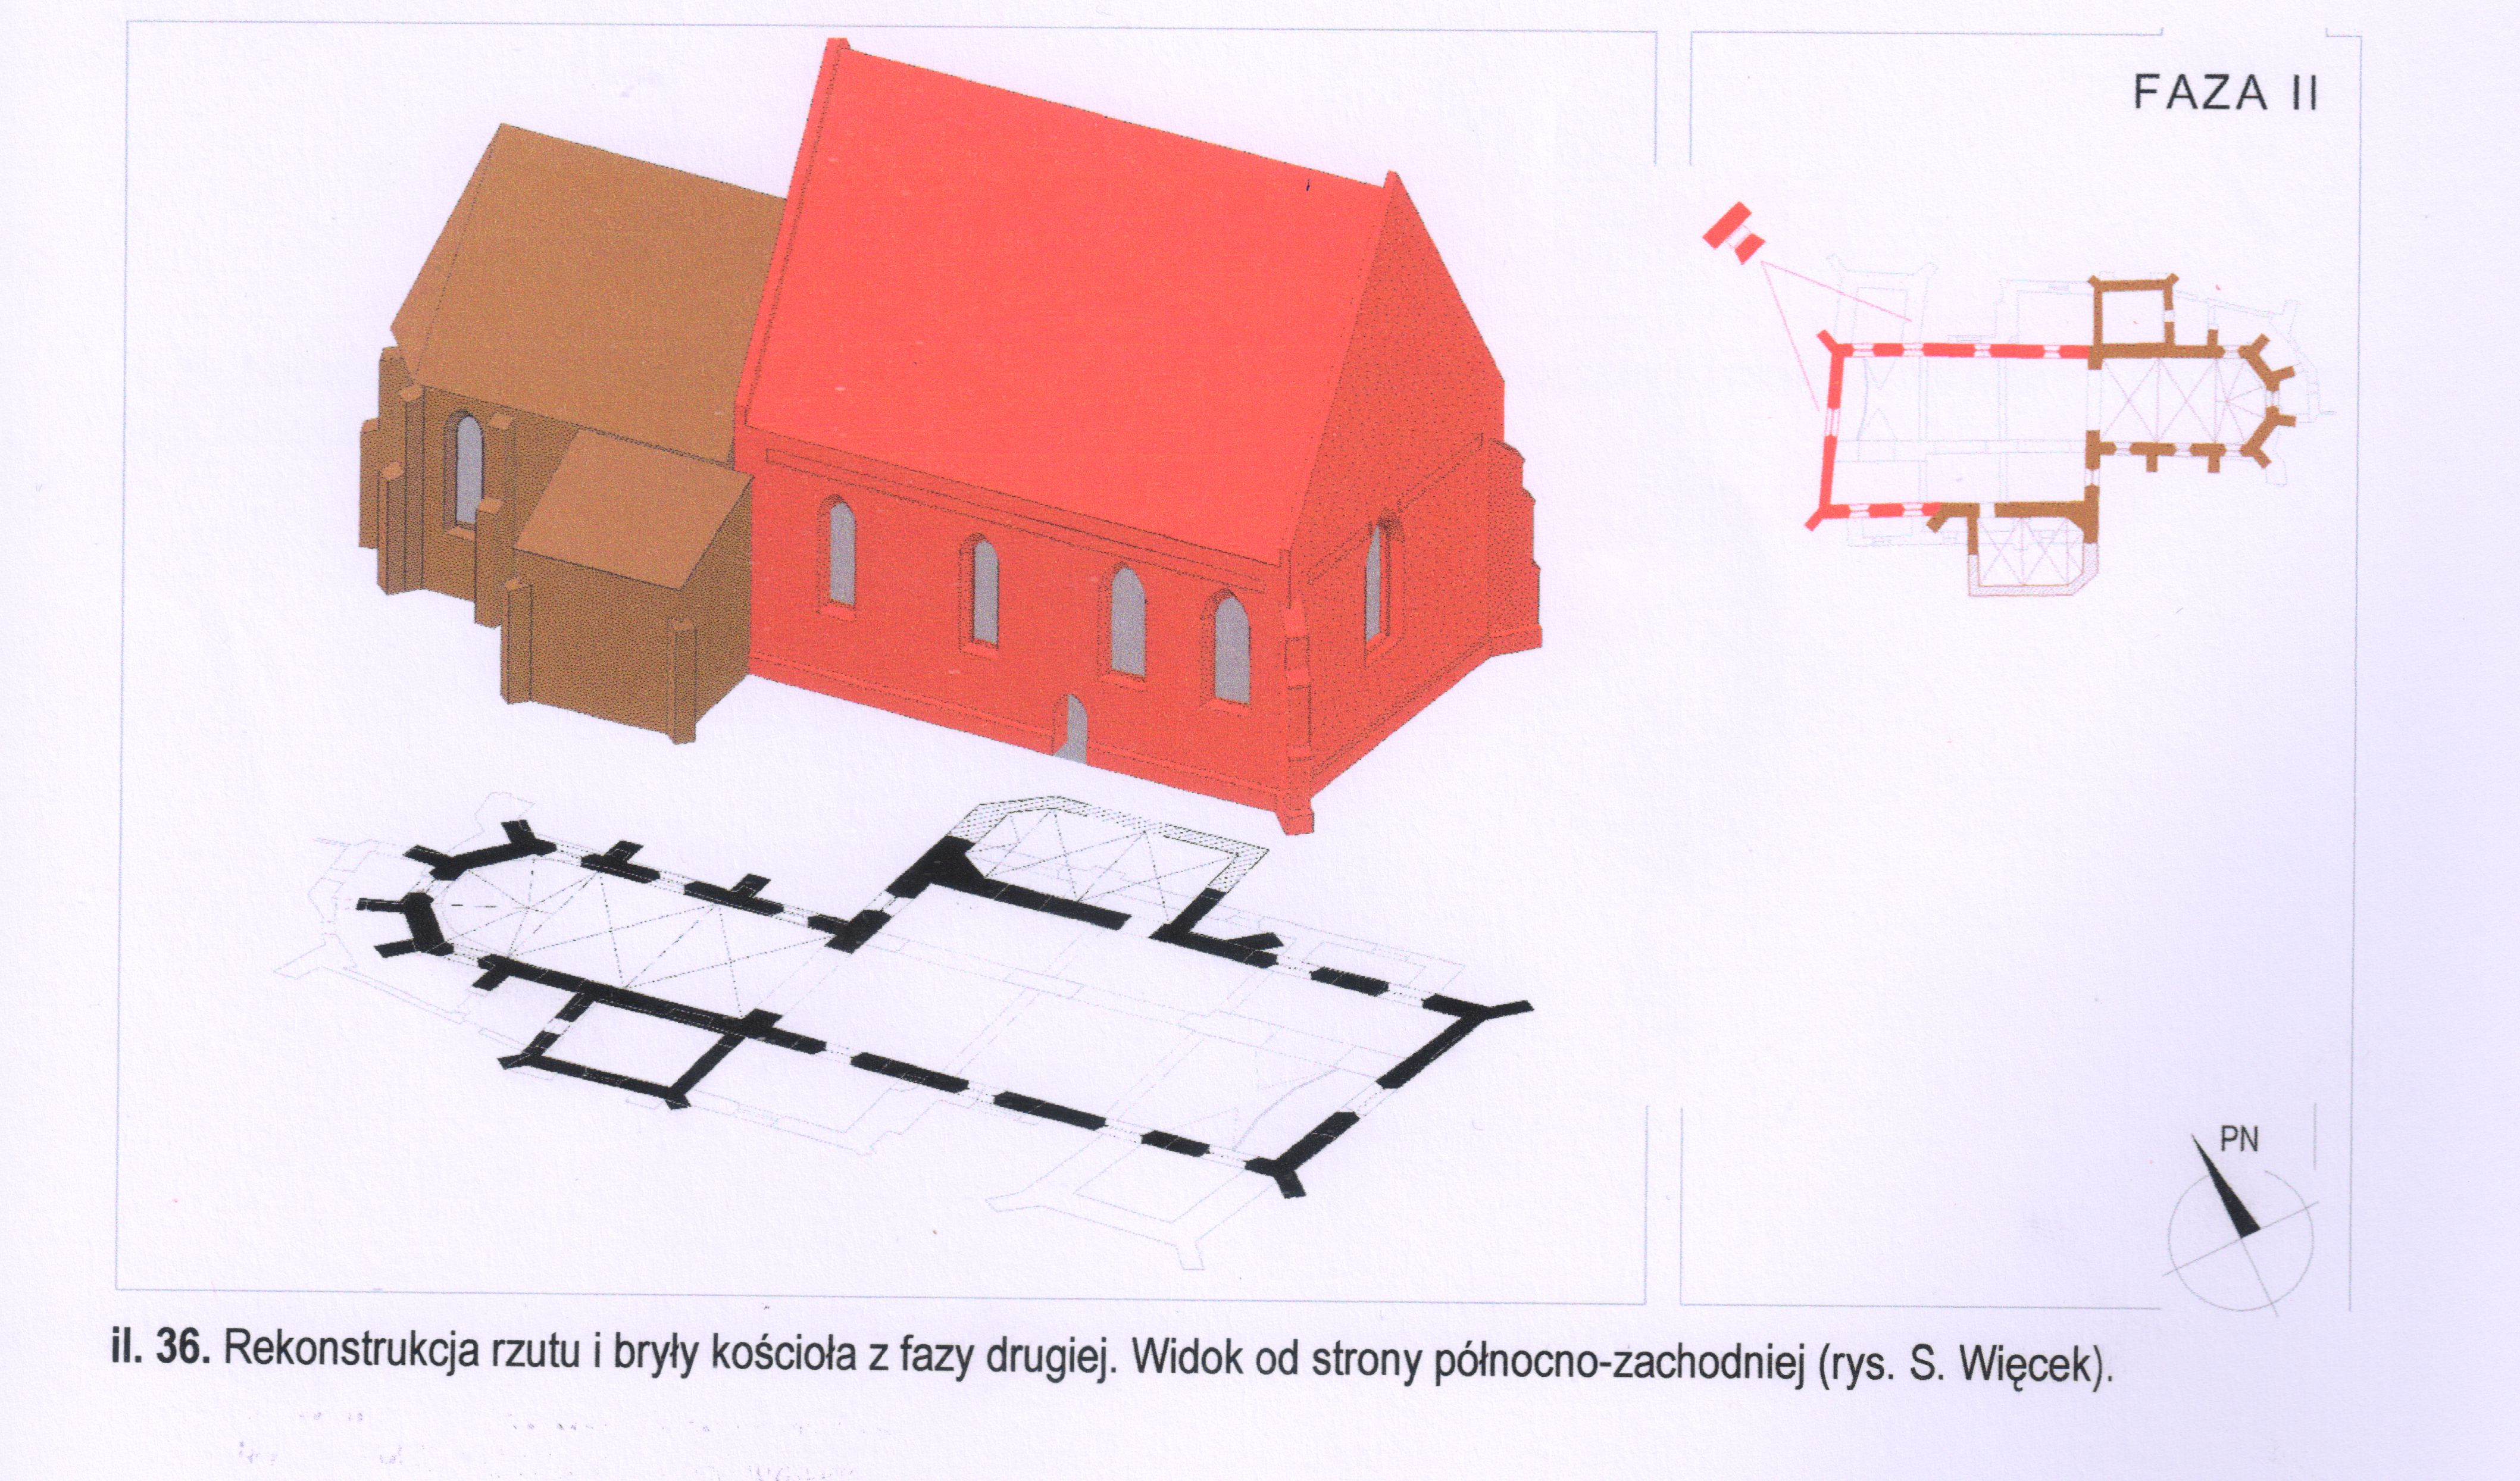 FAZA II
PN
il. 36. Rekonstrukcja rzutu i bryły kościoła z fazy drugiej. Widok od strony północno-zachodniej (rys. S. Więcek).